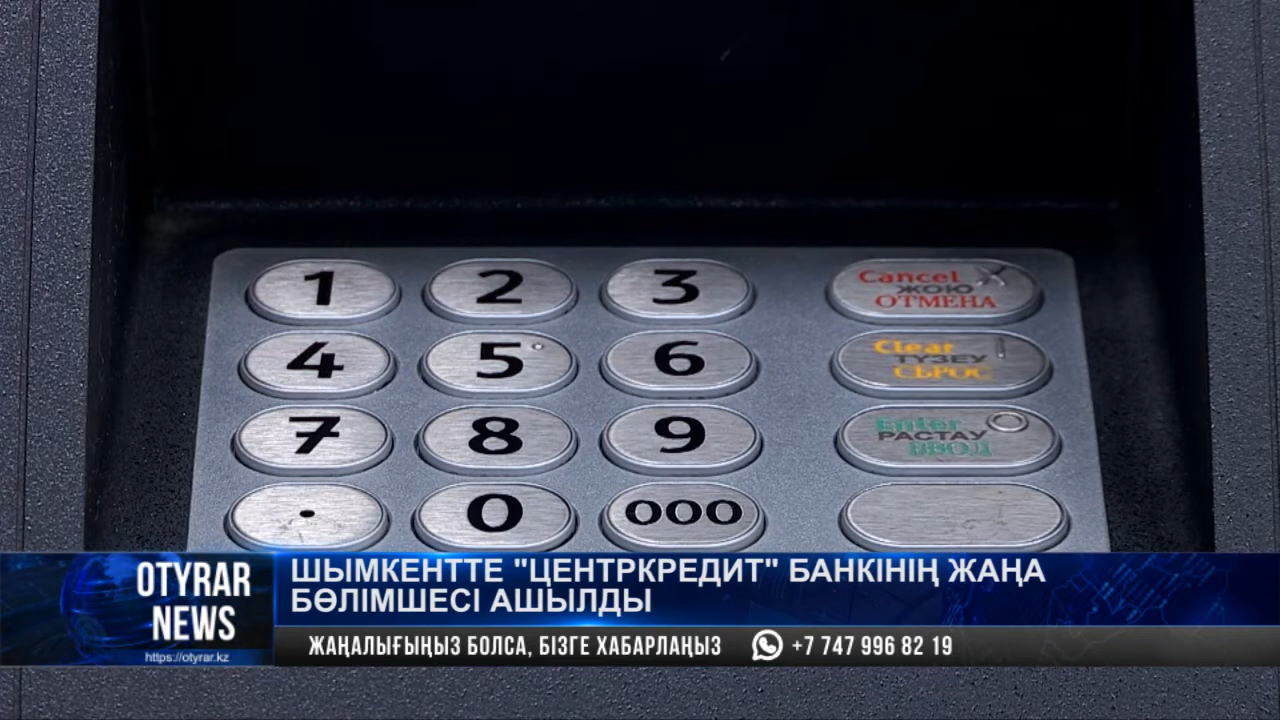 1
2
3
Cancel
ЖОЮ
ОТМЕНА
4
5
6
Clear
ТҮЗЕУ
СБРОС
7
8
9
Enter
РАСТАУ
ВВОД
.
0
000
OTYRAR
NEWS
https://otyrar.kz
ШЫМКЕНТТЕ "ЦЕНТРКРЕДИТ" БАНКІНІҢ ЖАҢА
БӨЛІМШЕСІ АШЫЛДЫ
ЖАҢАЛЫҒЫҢЫЗ БОЛСА, БІЗГЕ ХАБАРЛАҢЫЗ
+7 747 996 82 19